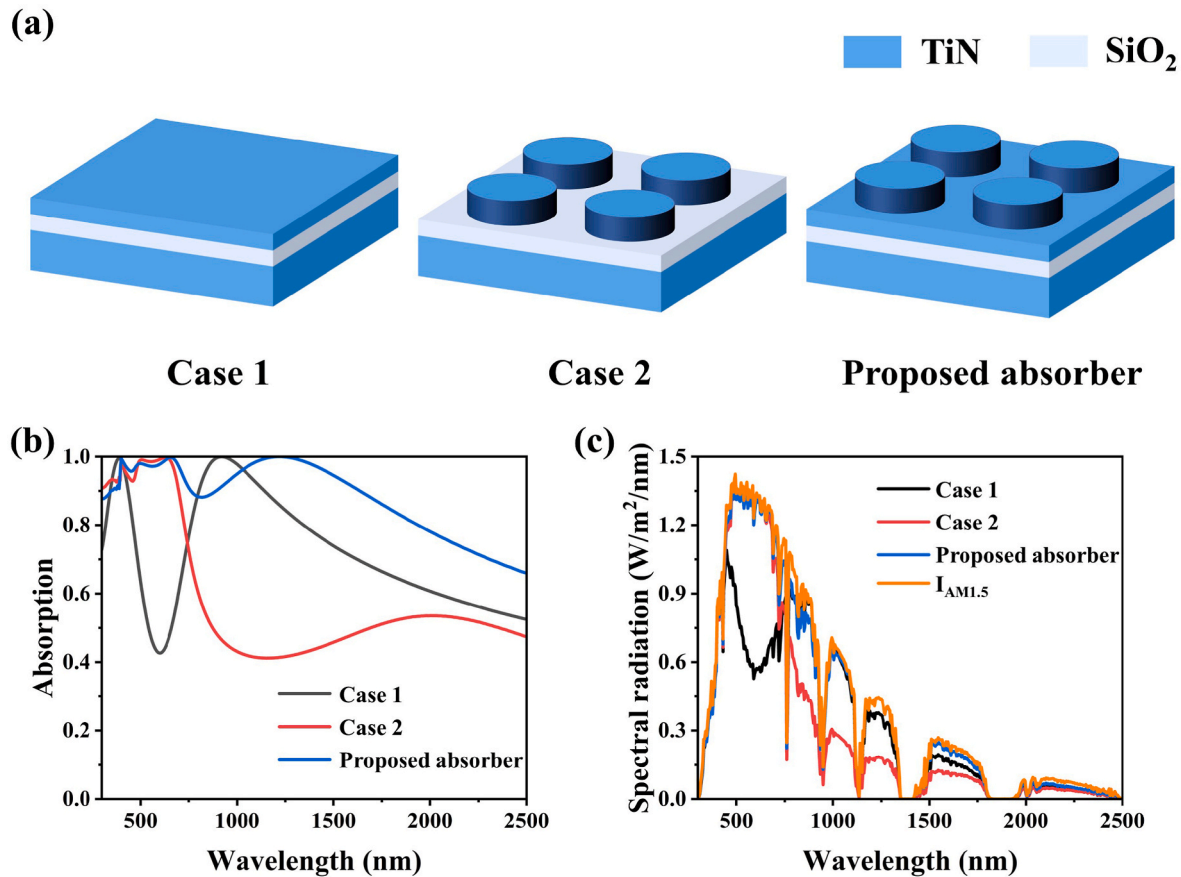 (a)
TiN SiO₂
Case 1 Case 2 Proposed absorber
(b)
Absorption
1.0
0.8
0.6
0.4
0.2
0.0
Case 1
Case 2
Proposed absorber
500 1000 1500 2000 2500
Wavelength (nm)
(c)
Spectral radiation (W/m²/nm)
1.5
1.2
0.9
0.6
0.3
0.0
Case 1
Case 2
Proposed absorber
I_AM1.5
500 1000 1500 2000 2500
Wavelength (nm)